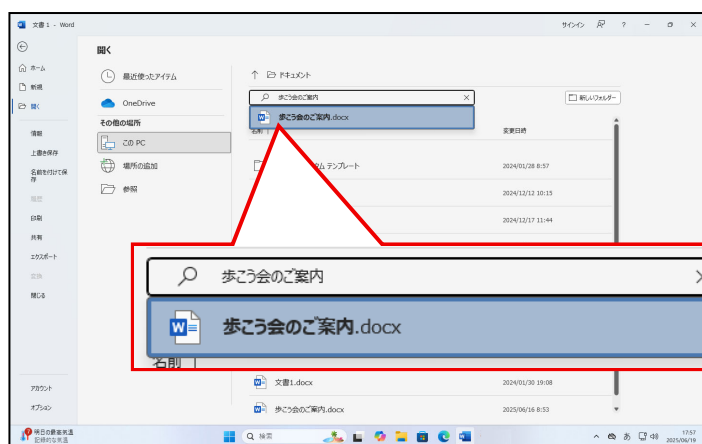 文書 1 - Word
サインイン
?
開く
ホーム
新規
開く
情報
上書き保存
名前を付けて保存
印刷
共有
エクスポート
変換
閉じる
アカウント
オプション
最近使ったアイテム
OneDrive
その他の場所
この PC
場所の追加
参照
ドキュメント
歩こう会のご案内
新しいフォルダー
歩こう会のご案内.docx
名前
変更日時
タム テンプレート
2024/01/28 8:57
2024/12/12 10:15
2024/12/17 11:44
歩こう会のご案内
歩こう会のご案内.docx
名前
文書1.docx
2024/01/30 19:08
歩こう会のご案内.docx
2025/06/16 8:53
明日の最高気温
記録的な気温
検索
あ
17:57
2025/06/19